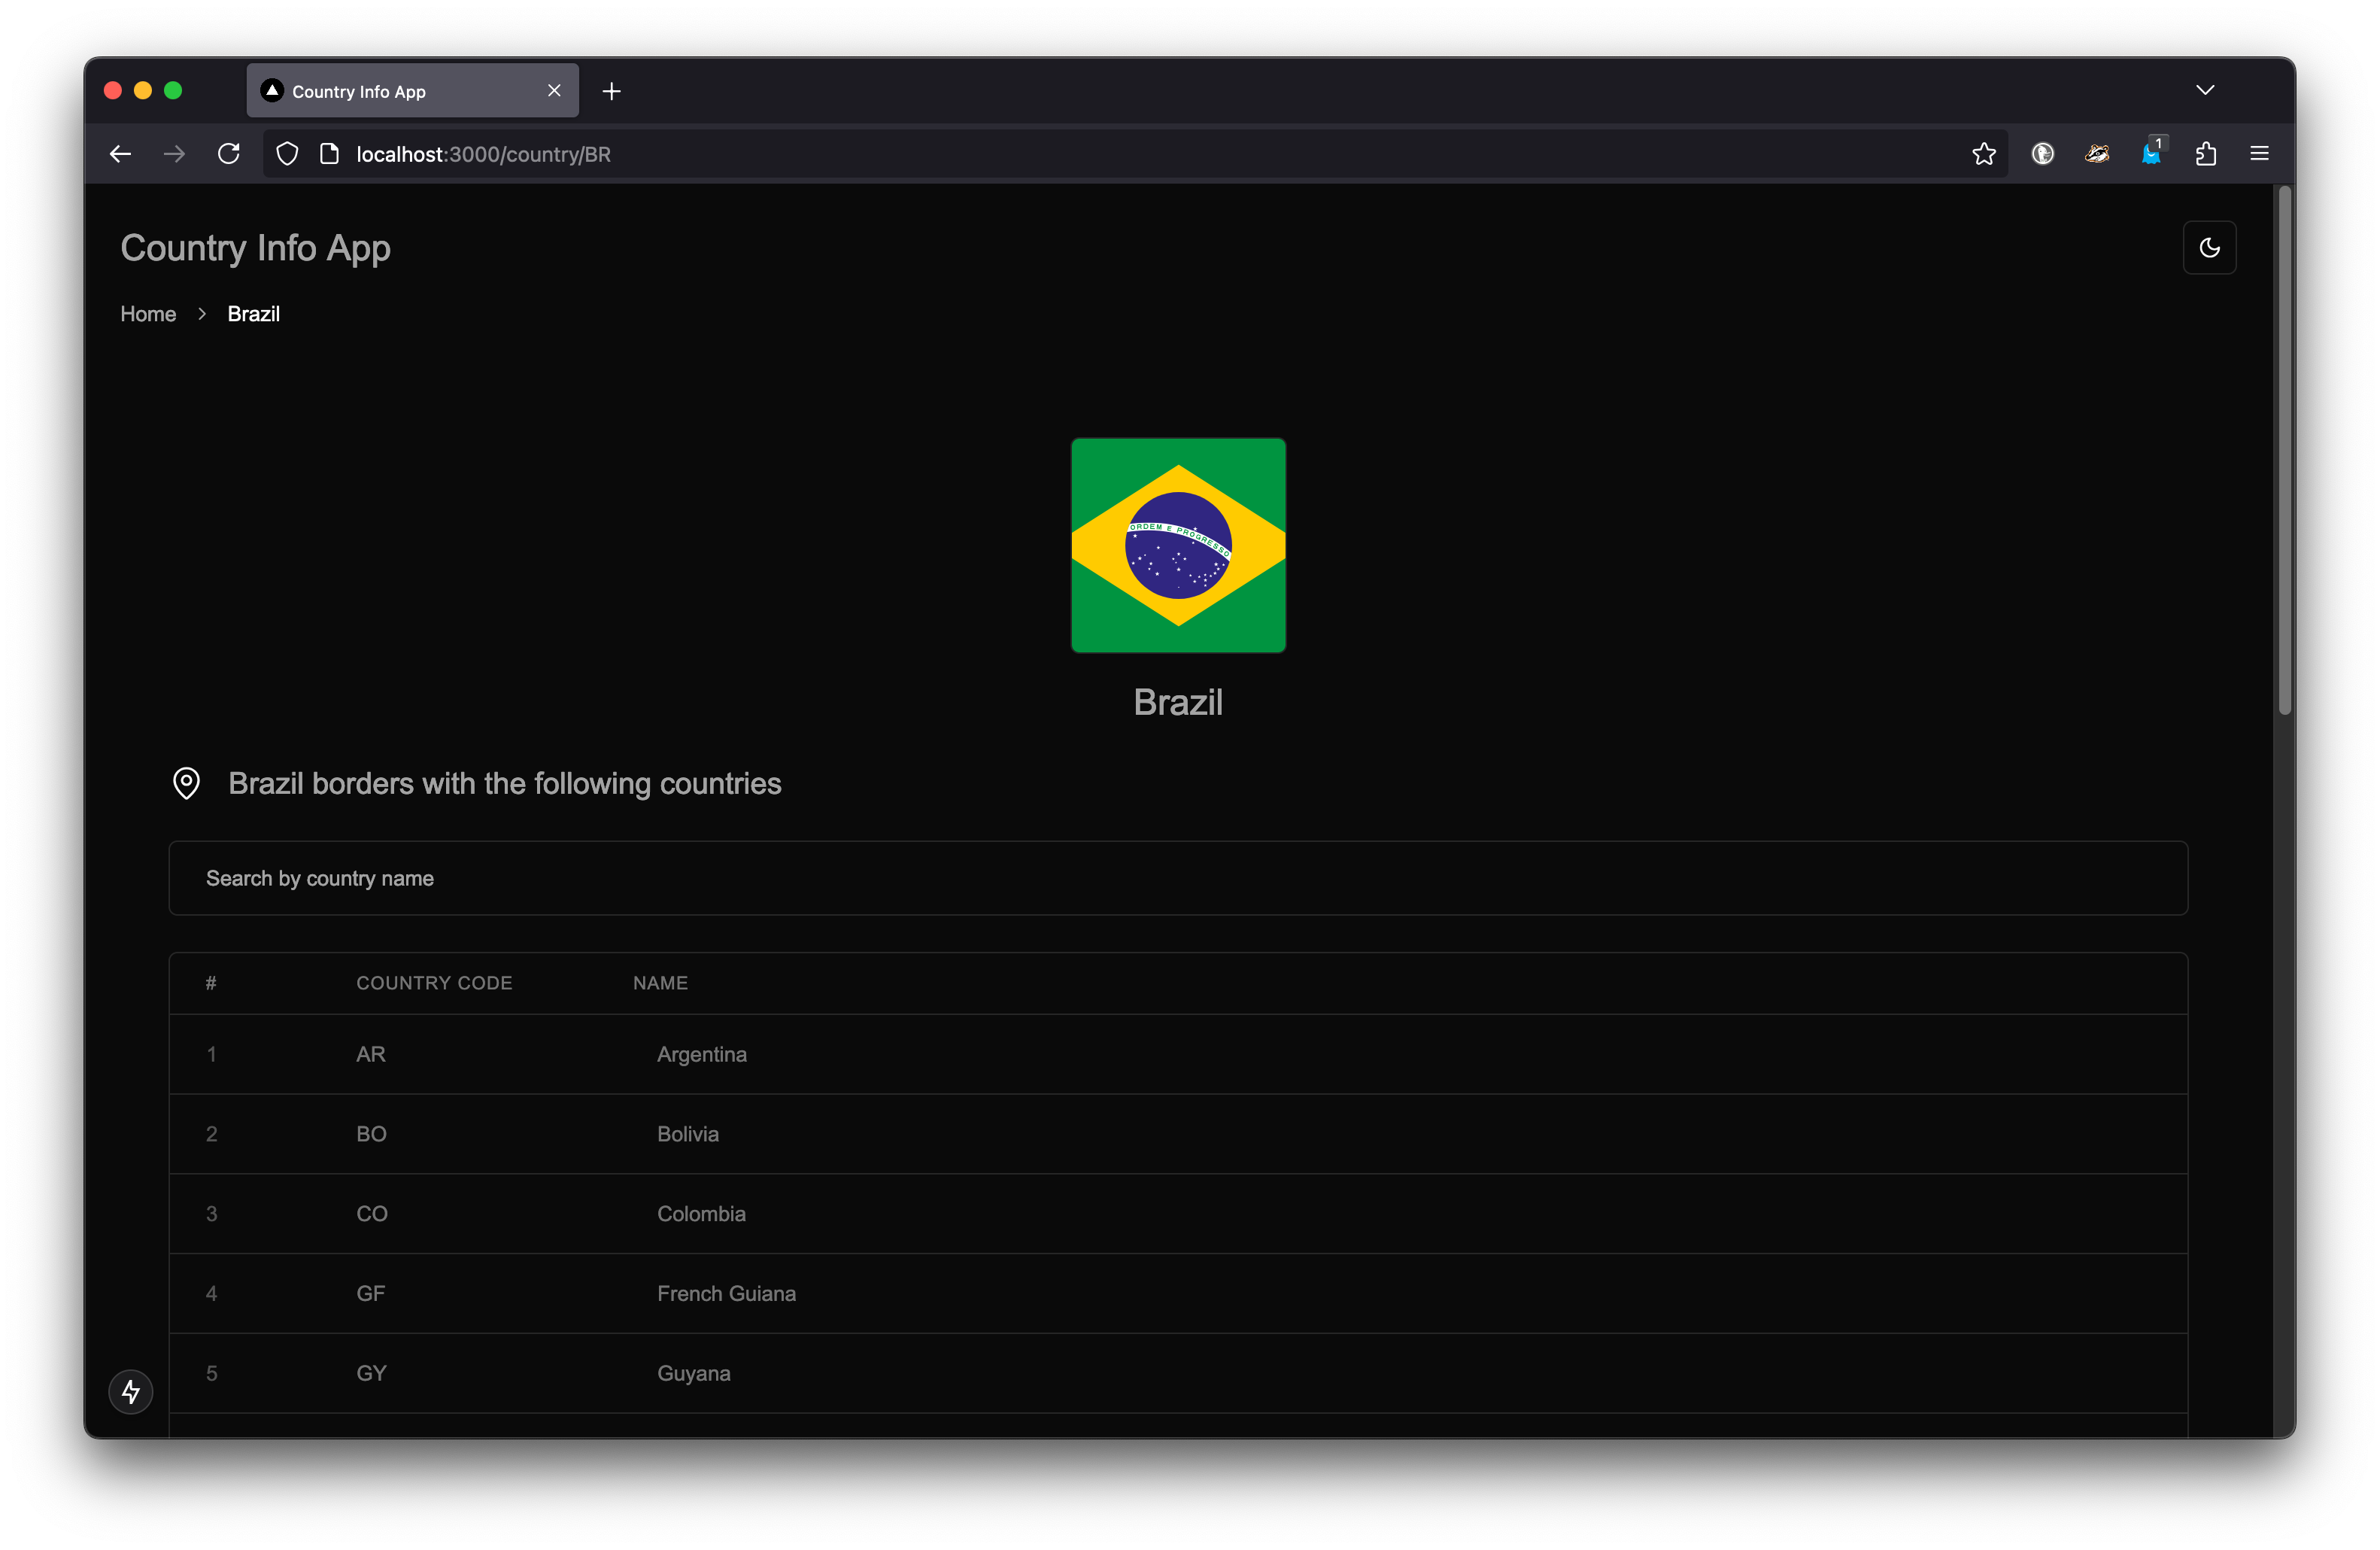 Country Info App
localhost:3000/country/BR
1
Country Info App
Home > Brazil
ORDEM E PROGRESSO
Brazil
Brazil borders with the following countries
Search by country name
# COUNTRY CODE NAME
1 AR Argentina
2 BO Bolivia
3 CO Colombia
4 GF French Guiana
5 GY Guyana